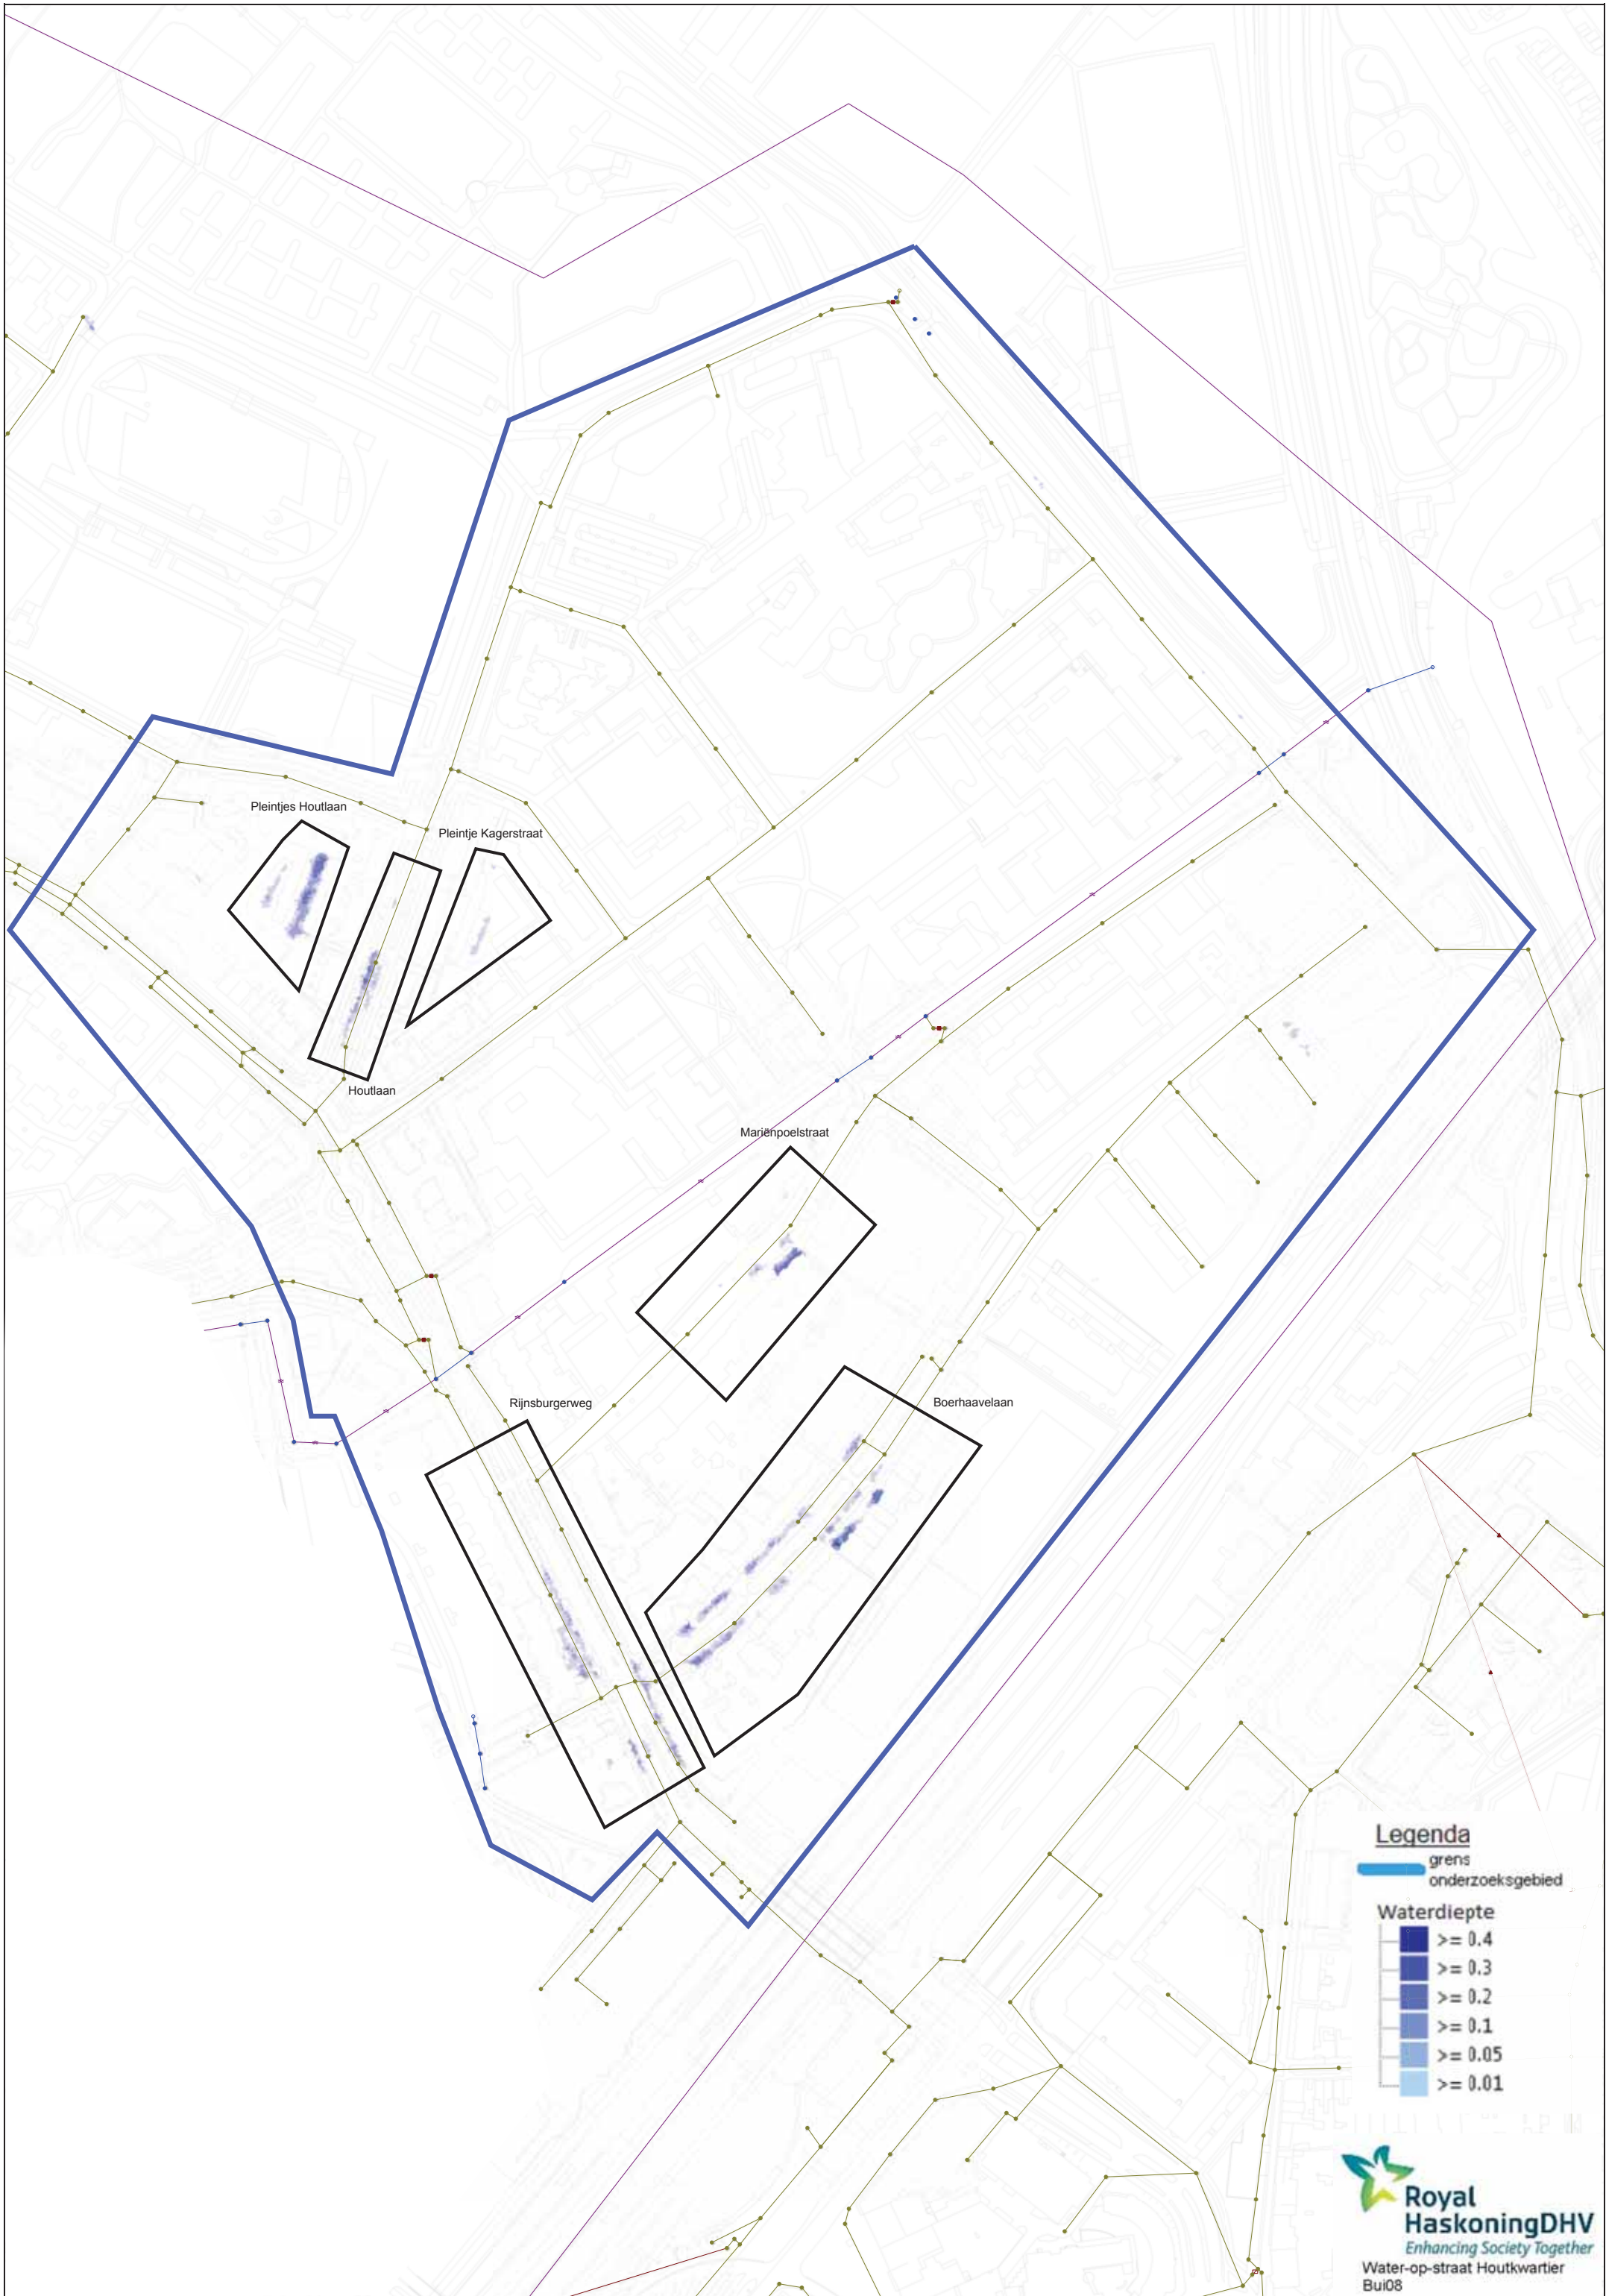 Pleintjes Houtlaan
Pleintje Kagerstraat
Houtlaan
Mariënpoelstraat
Rijnsburgerweg
Boerhaavelaan
Legenda
grens
onderzoeksgebied
Waterdiepte
>= 0.4
>= 0.3
>= 0.2
>= 0.1
>= 0.05
>= 0.01
Royal
HaskoningDHV
Enhancing Society Together
Water-op-straat Houtkwartier
Bui08